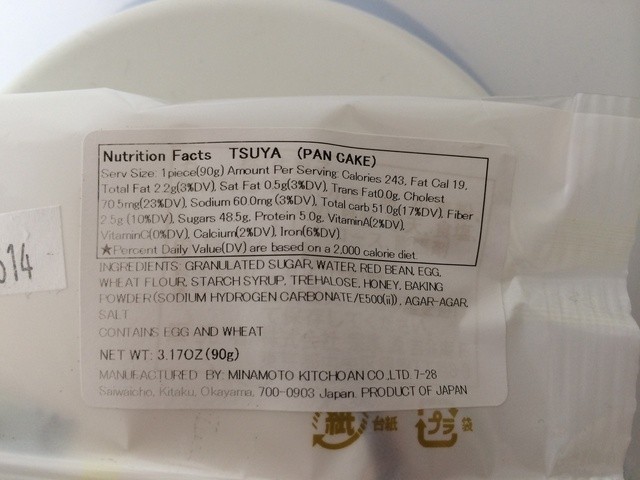 Nutrition Facts TSUYA (PAN CAKE)
Serv Size: 1piece(90g) Amount Per Serving: Calories 243, Fat Cal 19,
Total Fat 2.2g(3%DV), Sat Fat 0.5g(3%DV), Trans Fat0.0g, Cholest
70.5mg(23%DV), Sodium 60.0mg (3%DV), Total carb 51.0g(17%DV), Fiber
2.5g (10%DV), Sugars 48.5g, Protein 5.0g, VitaminA(2%DV),
VitaminC(0%DV), Calcium(2%DV), Iron(6%DV)
★Percent Daily Value(DV) are based on a 2,000 calorie diet.
INGREDIENTS: GRANULATED SUGAR, WATER, RED BEAN, EGG,
WHEAT FLOUR, STARCH SYRUP, TREHALOSE, HONEY, BAKING
POWDER(SODIUM HYDROGEN CARBONATE/E500(ii)), AGAR-AGAR,
SALT
CONTAINS EGG AND WHEAT
NET WT: 3.17OZ(90g)
MANUFACTURED BY: MINAMOTO KITCHOAN CO.,LTD. 7-28
Saiwaicho, Kitaku, Okayama, 700-0903 Japan. PRODUCT OF JAPAN
014
紙 台紙 プラ 袋